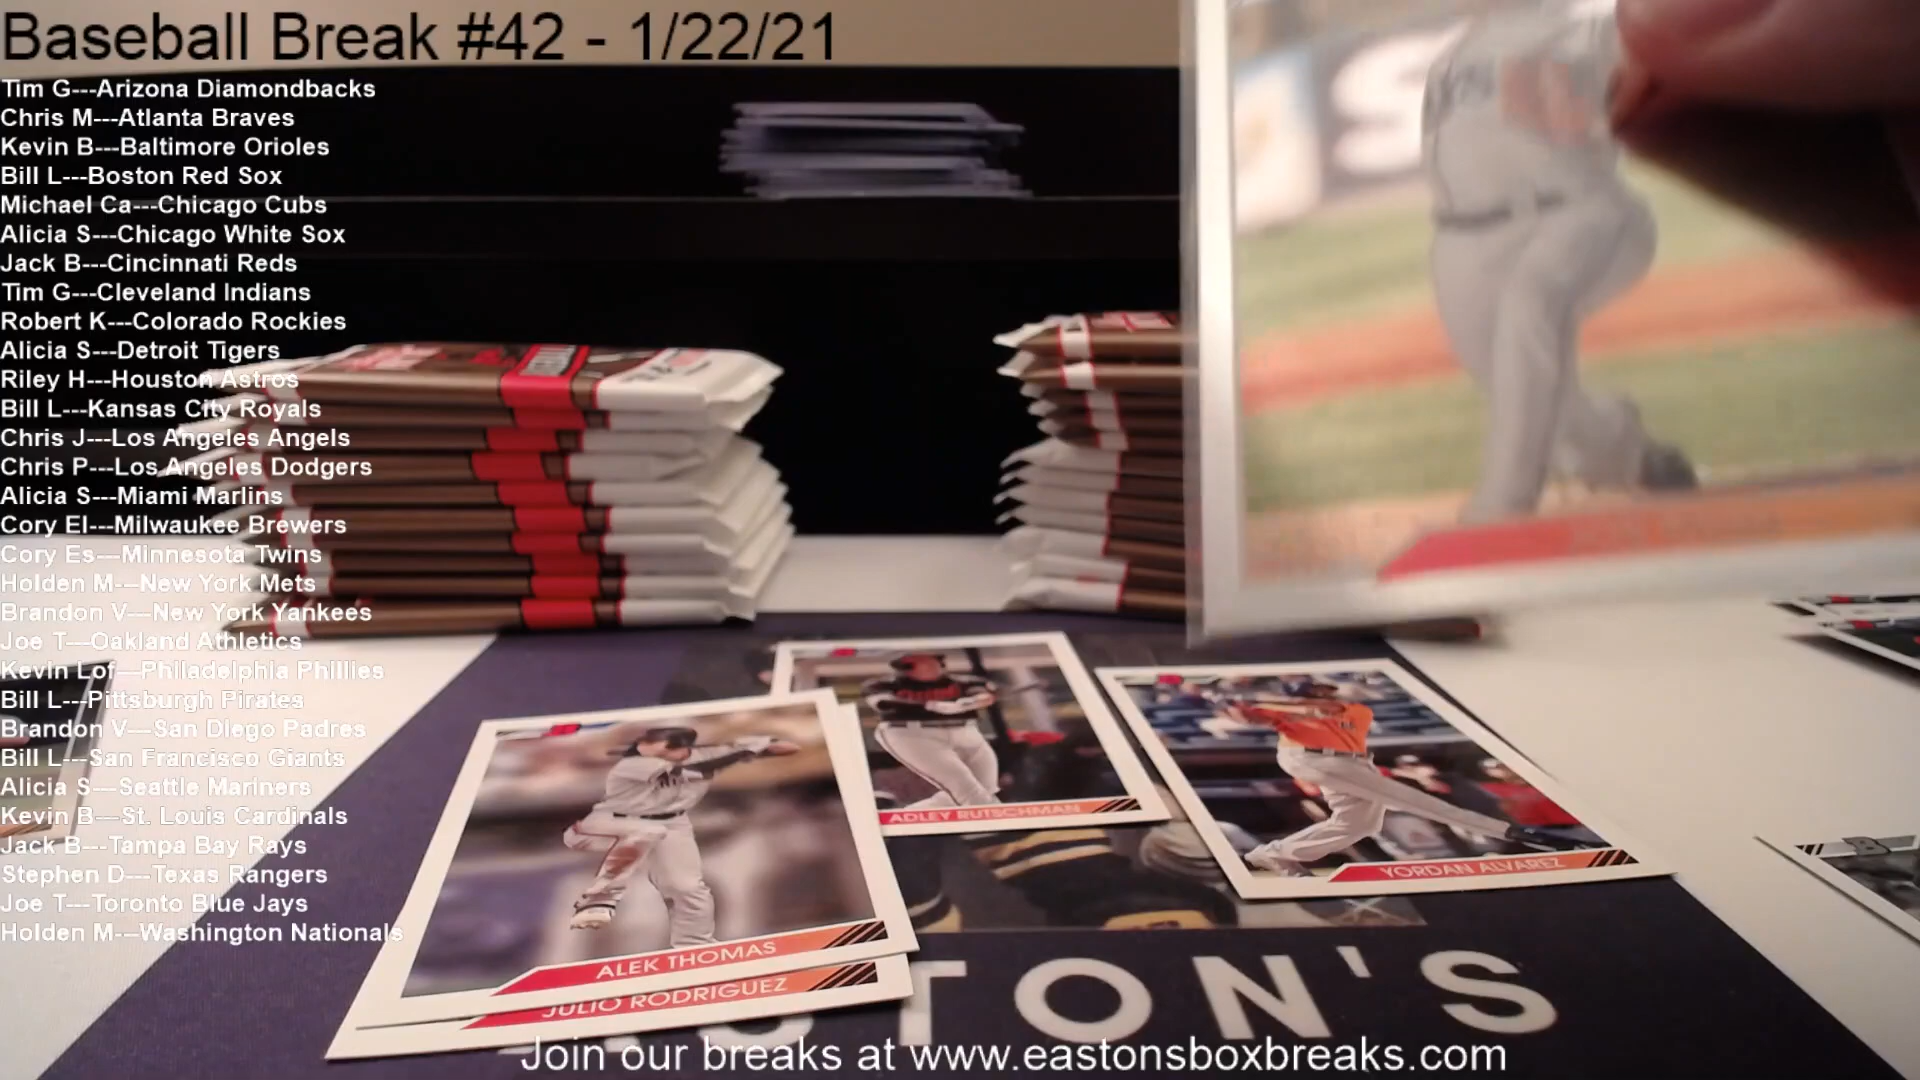 Baseball Break #42 - 1/22/21
Tim G---Arizona Diamondbacks
Chris M---Atlanta Braves
Kevin B---Baltimore Orioles
Bill L---Boston Red Sox
Michael Ca---Chicago Cubs
Alicia S---Chicago White Sox
Jack B---Cincinnati Reds
Tim G---Cleveland Indians
Robert K---Colorado Rockies
Alicia S---Detroit Tigers
Riley H---Houston Astros
Bill L---Kansas City Royals
Chris J---Los Angeles Angels
Chris P---Los Angeles Dodgers
Alicia S---Miami Marlins
Cory El---Milwaukee Brewers
Cory Es---Minnesota Twins
Holden M---New York Mets
Brandon V---New York Yankees
Joe T---Oakland Athletics
Kevin Lof---Philadelphia Phillies
Bill L---Pittsburgh Pirates
Brandon V---San Diego Padres
Bill L---San Francisco Giants
Alicia S---Seattle Mariners
Kevin B---St. Louis Cardinals
Jack B---Tampa Bay Rays
Stephen D---Texas Rangers
Joe T---Toronto Blue Jays
Holden M---Washington Nationals
ADLEY RUTSCHMAN
YORDAN ALVAREZ
ALEK THOMAS
JULIO RODRIGUEZ
STON'S
Join our breaks at www.eastonsboxbreaks.com